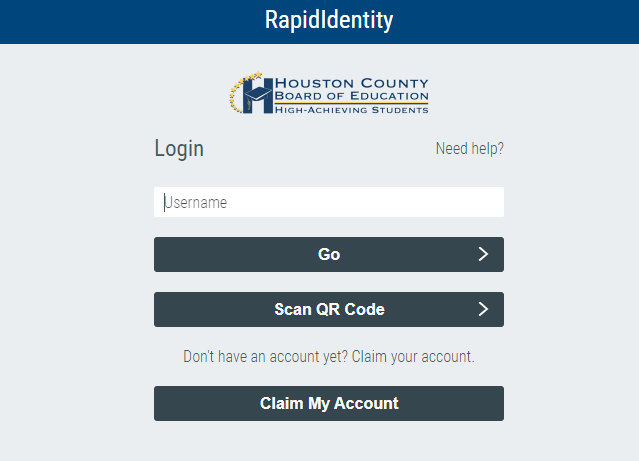 RapidIdentity
HOUSTON COUNTY
BOARD OF EDUCATION
HIGH-ACHIEVING STUDENTS
Login
Need help?
Username
Go
Scan QR Code
Don't have an account yet? Claim your account.
Claim My Account